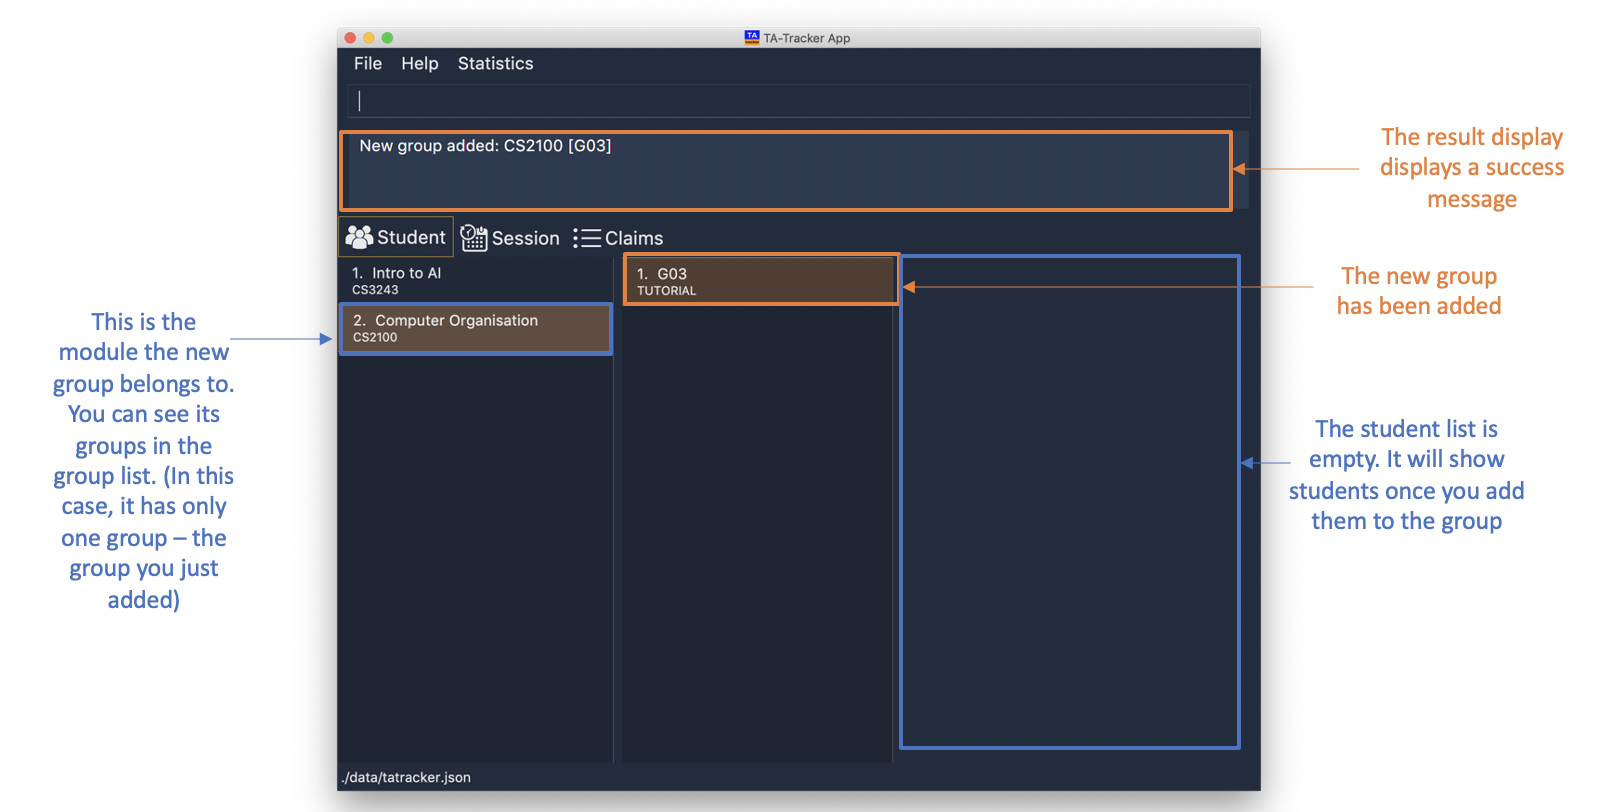 TA-Tracker App
File Help Statistics
New group added: CS2100 [G03]
Student Session Claims
1. Intro to AI
CS3243
2. Computer Organisation
CS2100
1. G03
TUTORIAL
./data/tatracker.json
This is the
module the new
group belongs to.
You can see its
groups in the
group list. (In this
case, it has only
one group – the
group you just
added)
The result display
displays a success
message
The new group
has been added
The student list is
empty. It will show
students once you add
them to the group